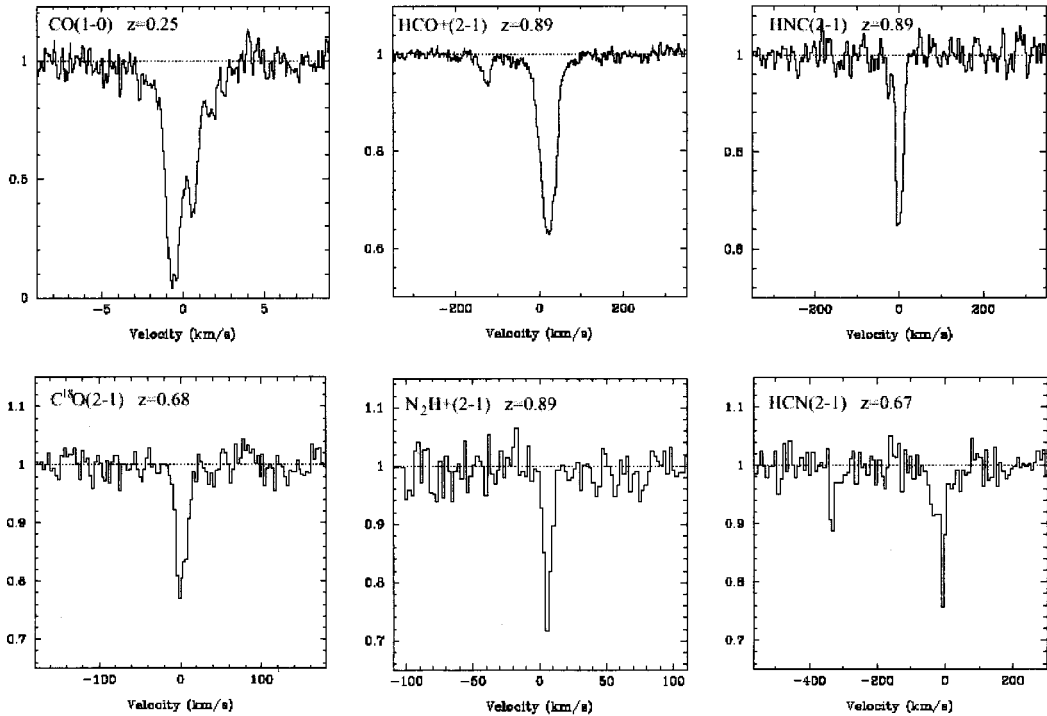 CO(1-0) z=0.25
1
0.5
0
-5 0 5
Velocity (km/s)
HCO+(2-1) z=0.89
1
0.8
0.6
-200 0 200
Velocity (km/s)
HNC(2-1) z=0.89
1
0.8
0.6
-200 0 200
Velocity (km/s)
C¹⁸O(2-1) z=0.68
1.1
1
0.9
0.8
0.7
-100 0 100
Velocity (km/s)
N₂H+(2-1) z=0.89
1.1
1
0.9
0.8
0.7
-100 -50 0 50 100
Velocity (km/s)
HCN(2-1) z=0.67
1.1
1
0.9
0.8
0.7
-400 -200 0 200
Velocity (km/s)